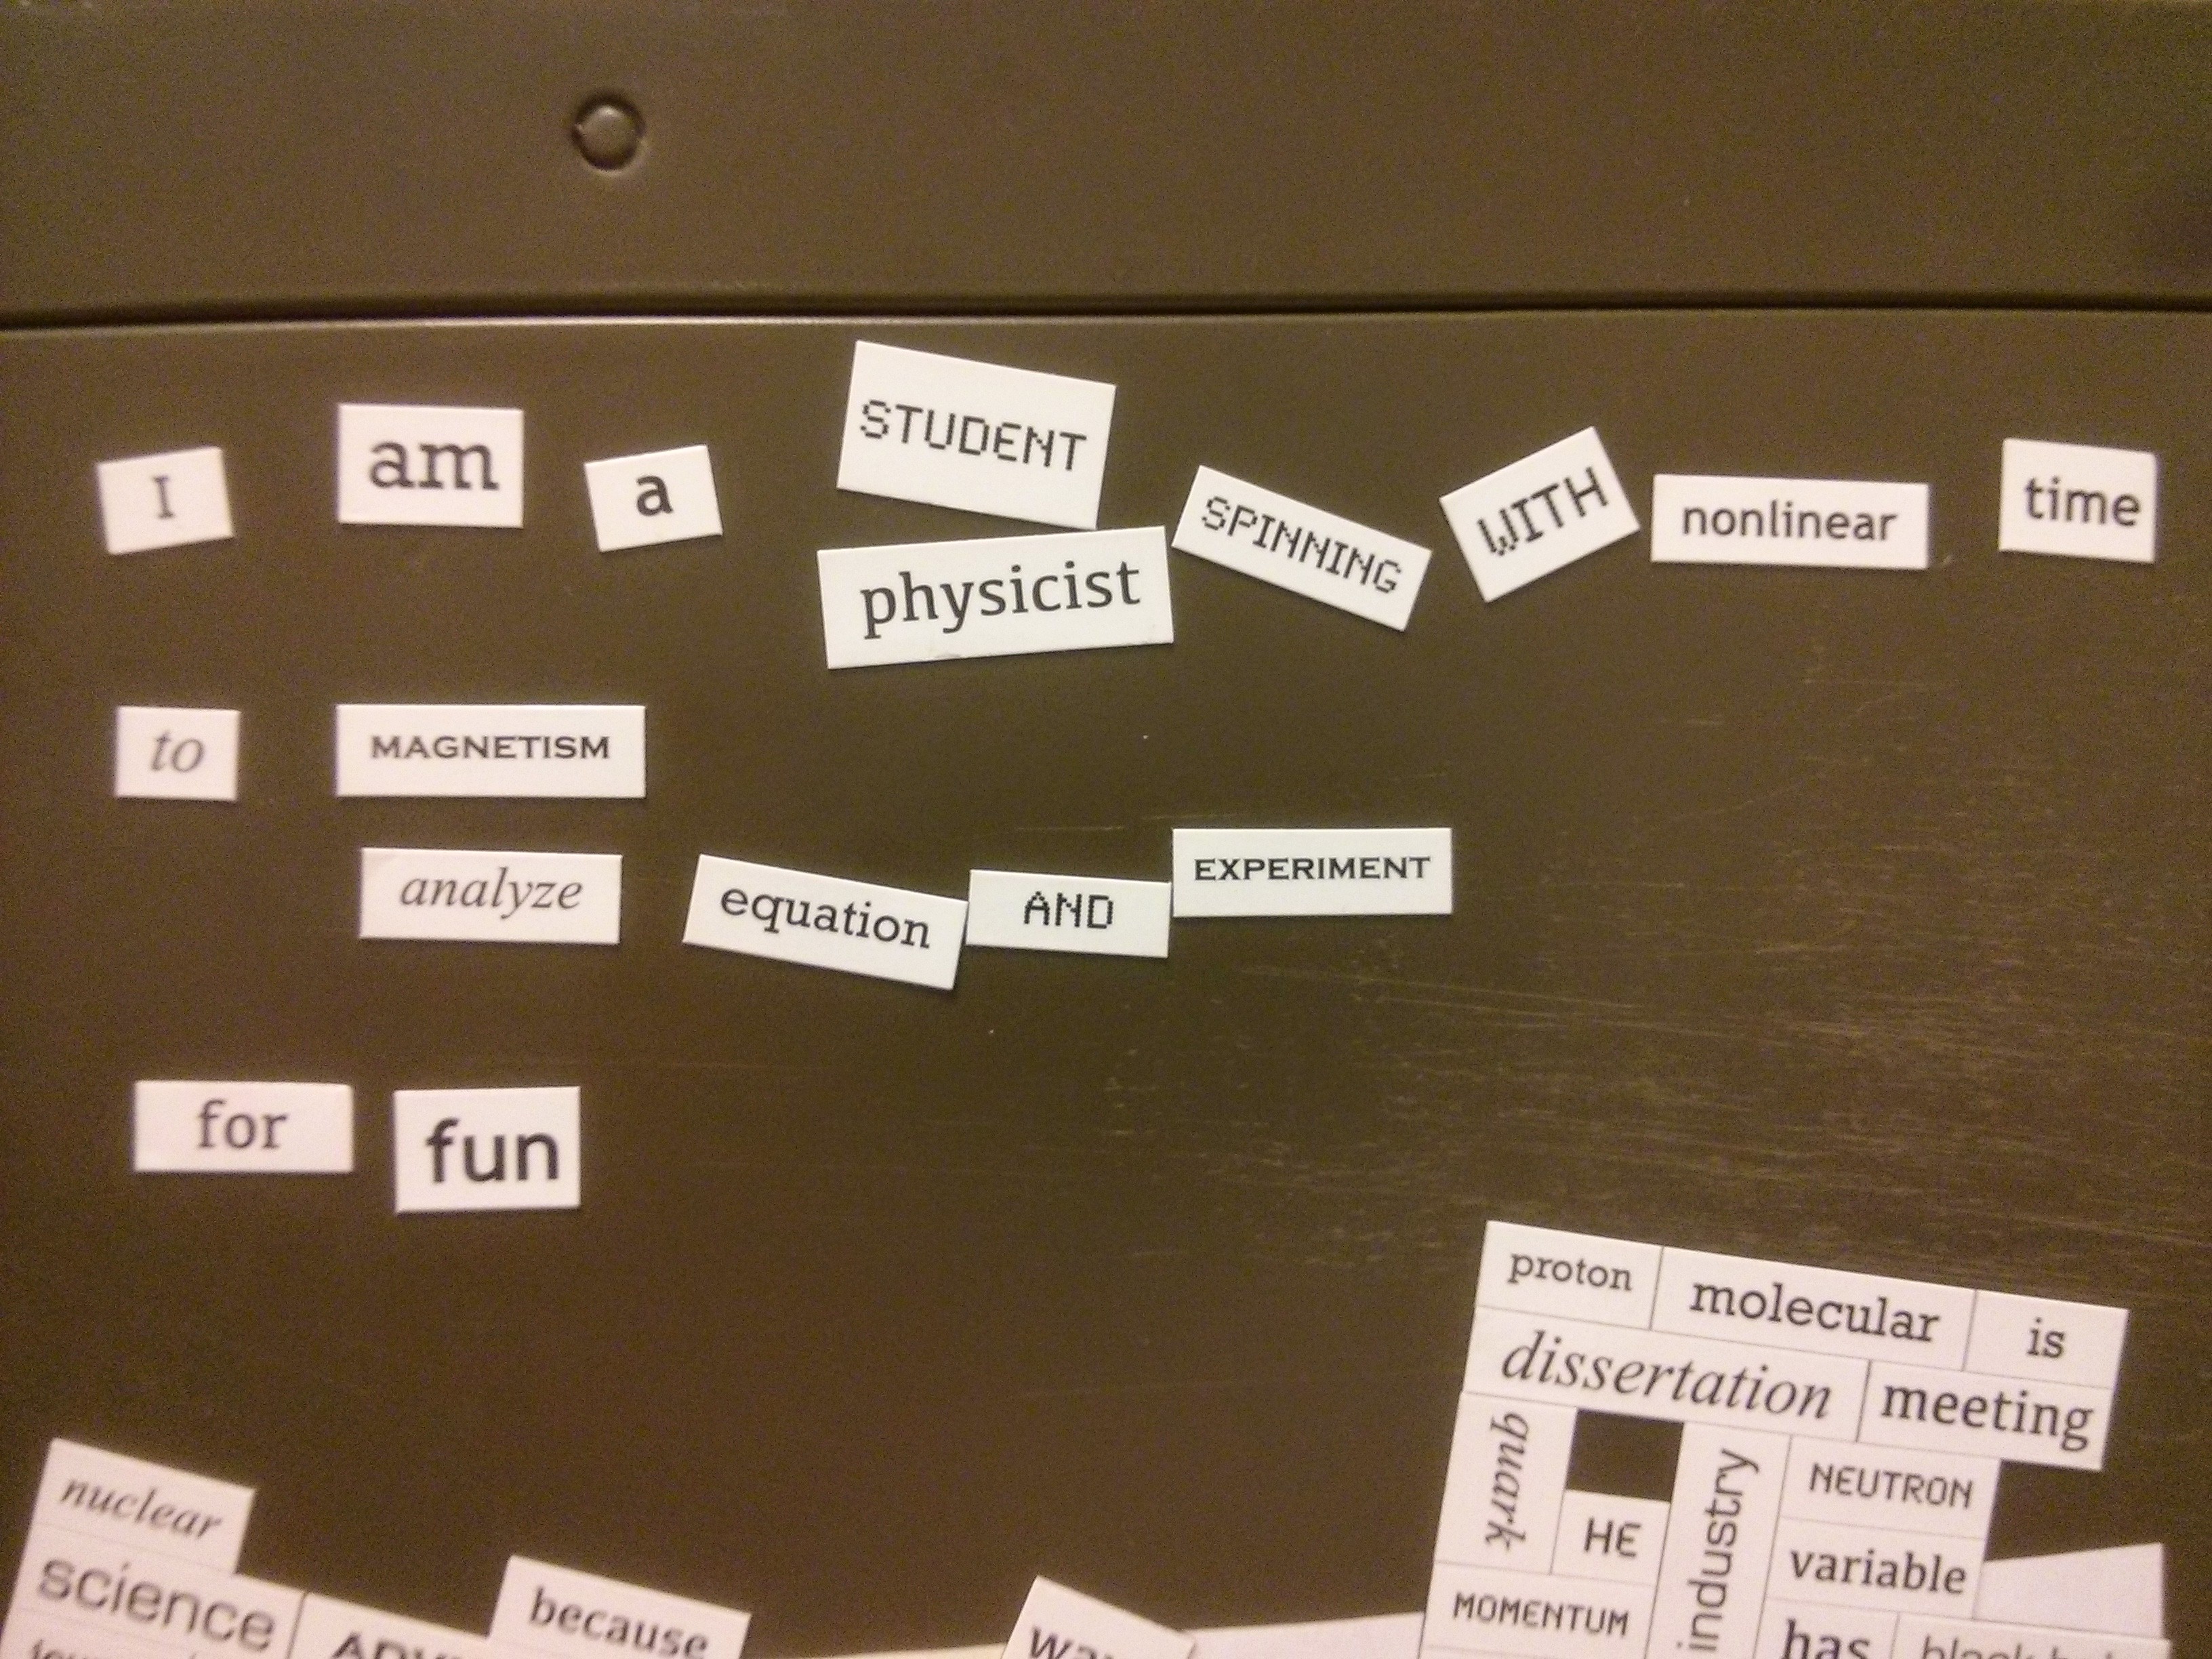 I am a STUDENT SPINNING WITH nonlinear time
physicist
to MAGNETISM
analyze equation AND EXPERIMENT
for fun
proton molecular is
dissertation meeting
quark HE industry NEUTRON
variable
MOMENTUM has
nuclear
science because